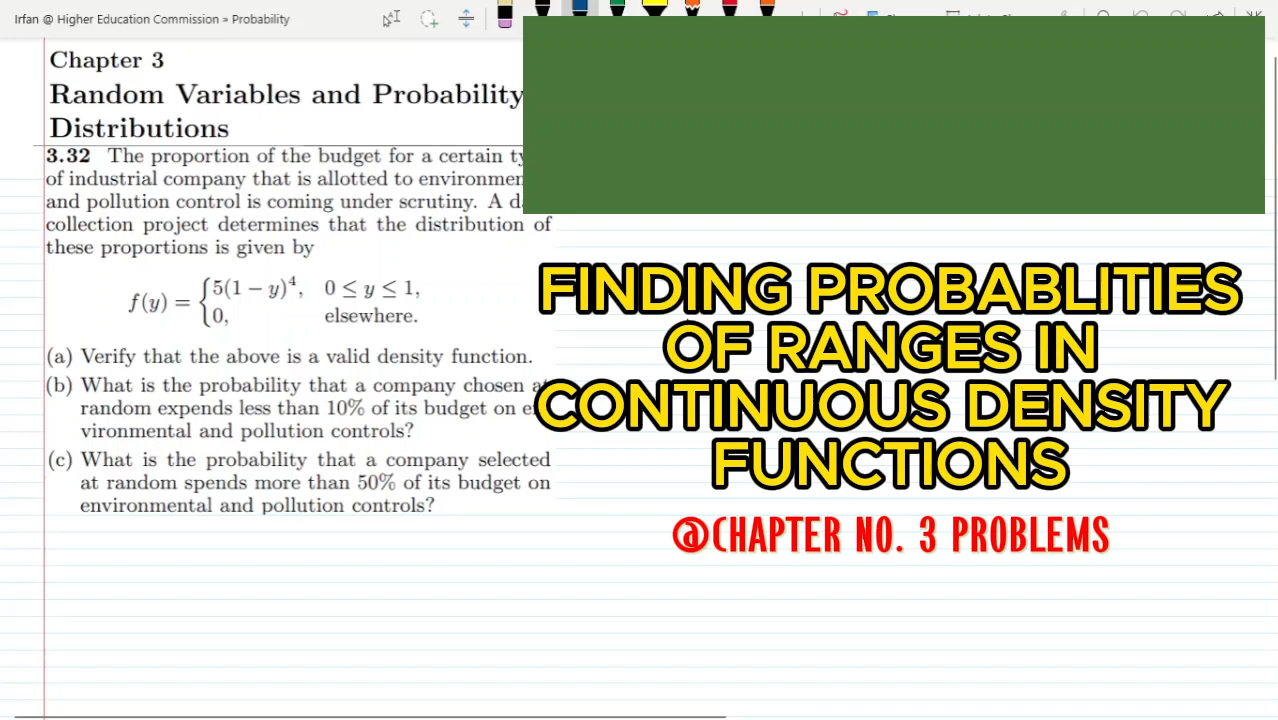 Irfan @ Higher Education Commission » Probability
Chapter 3
Random Variables and Probability
Distributions
3.32 The proportion of the budget for a certain ty
of industrial company that is allotted to environmen
and pollution control is coming under scrutiny. A da
collection project determines that the distribution of
these proportions is given by
f(y) = {5(1 − y)⁴, 0 ≤ y ≤ 1,
0, elsewhere.
(a) Verify that the above is a valid density function.
(b) What is the probability that a company chosen at
random expends less than 10% of its budget on en
vironmental and pollution controls?
(c) What is the probability that a company selected
at random spends more than 50% of its budget on
environmental and pollution controls?
FINDING PROBABLITIES
OF RANGES IN
CONTINUOUS DENSITY
FUNCTIONS
@CHAPTER NO. 3 PROBLEMS